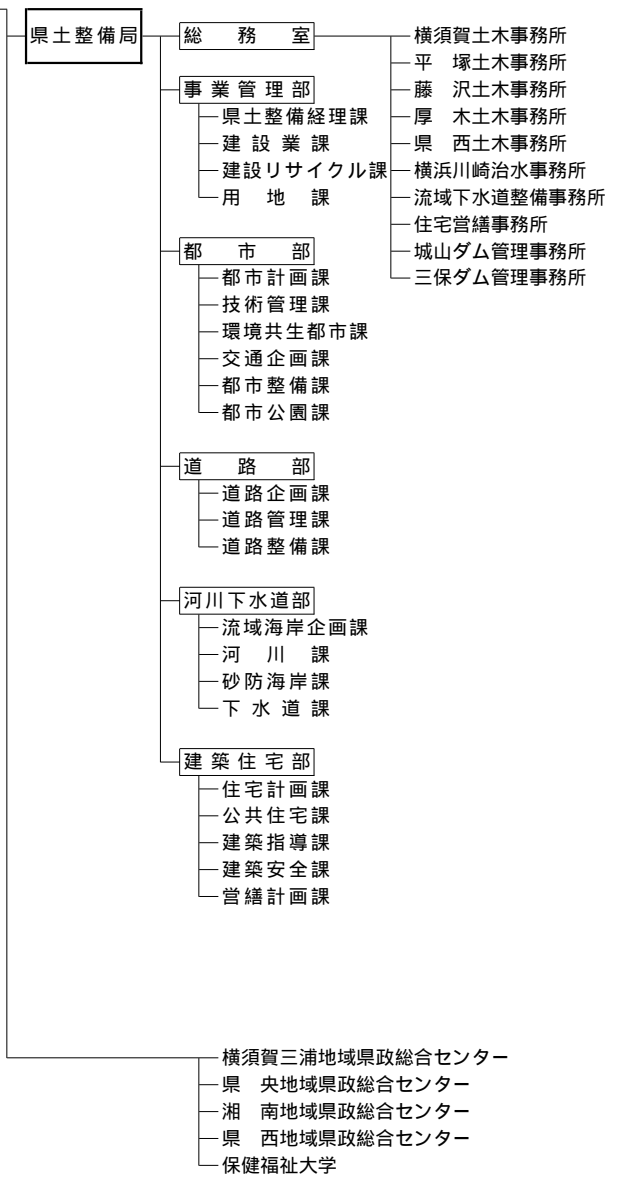 県土整備局
総務室
事業管理部
県土整備経理課
建設業課
建設リサイクル課
用地課
都市部
都市計画課
技術管理課
環境共生都市課
交通企画課
都市整備課
都市公園課
道路部
道路企画課
道路管理課
道路整備課
河川下水道部
流域海岸企画課
河川課
砂防海岸課
下水道課
建築住宅部
住宅計画課
公共住宅課
建築指導課
建築安全課
営繕計画課
横須賀土木事務所
平塚土木事務所
藤沢土木事務所
厚木土木事務所
県西土木事務所
横浜川崎治水事務所
流域下水道整備事務所
住宅営繕事務所
城山ダム管理事務所
三保ダム管理事務所
横須賀三浦地域県政総合センター
県央地域県政総合センター
湘南地域県政総合センター
県西地域県政総合センター
保健福祉大学